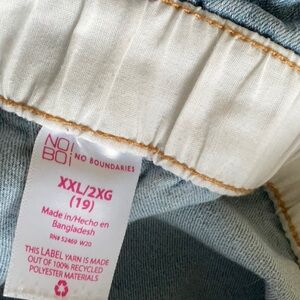 NO!
BO! NO BOUNDARIES
XXL/2XG
(19)
Made in/Hecho en
Bangladesh
RN# 52469 W20
THIS LABEL YARN IS MADE
OUT OF 100% RECYCLED
POLYESTER MATERIALS